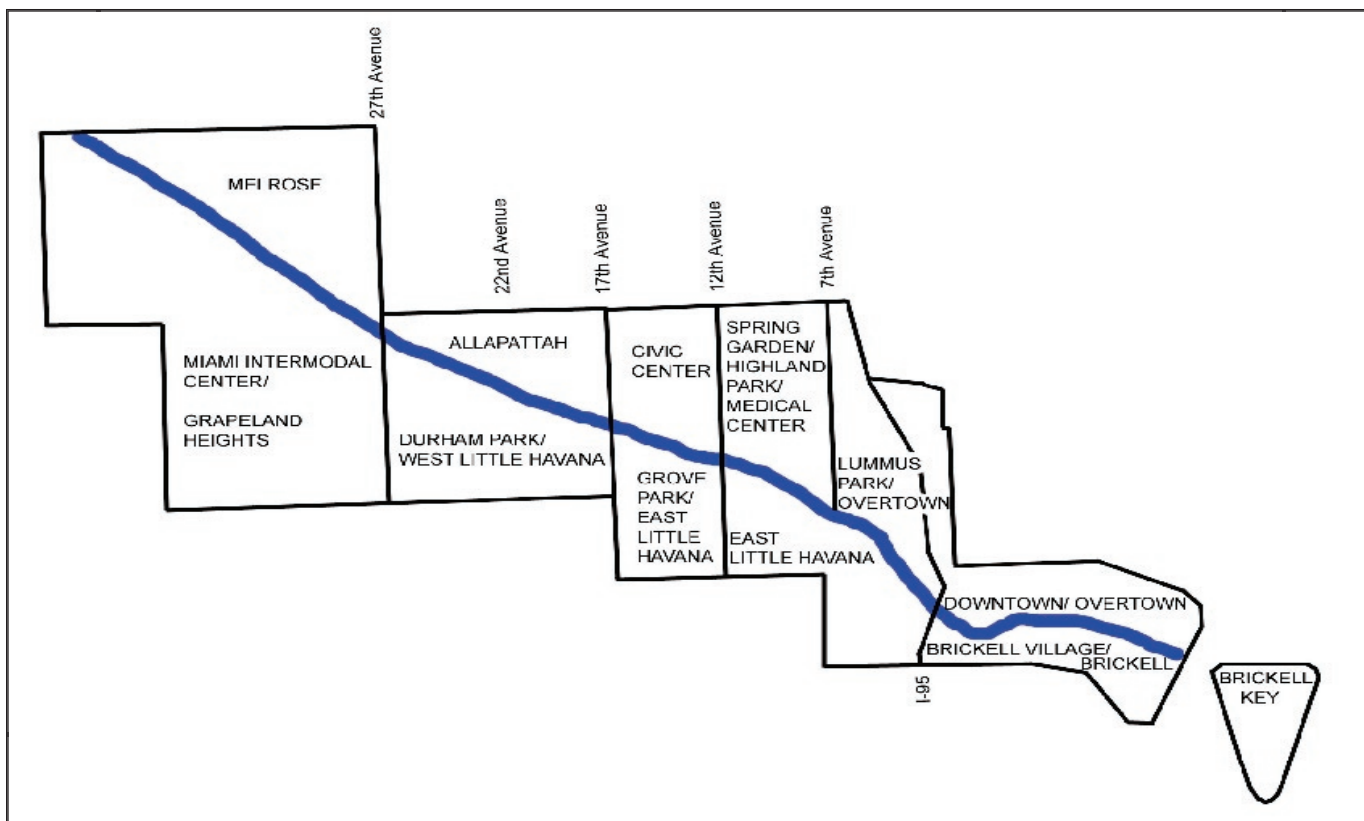 27th Avenue
MELROSE
22nd Avenue
17th Avenue
12th Avenue
7th Avenue
MIAMI INTERMODAL
CENTER/
GRAPELAND
HEIGHTS
ALLAPATTAH
DURHAM PARK/
WEST LITTLE HAVANA
CIVIC
CENTER
GROVE
PARK/
EAST
LITTLE
HAVANA
SPRING
GARDEN/
HIGHLAND
PARK/
MEDICAL
CENTER
EAST
LITTLE HAVANA
LUMMUS
PARK/
OVERTOWN
DOWNTOWN/ OVERTOWN
BRICKELL VILLAGE/
BRICKELL
I-95
BRICKELL
KEY